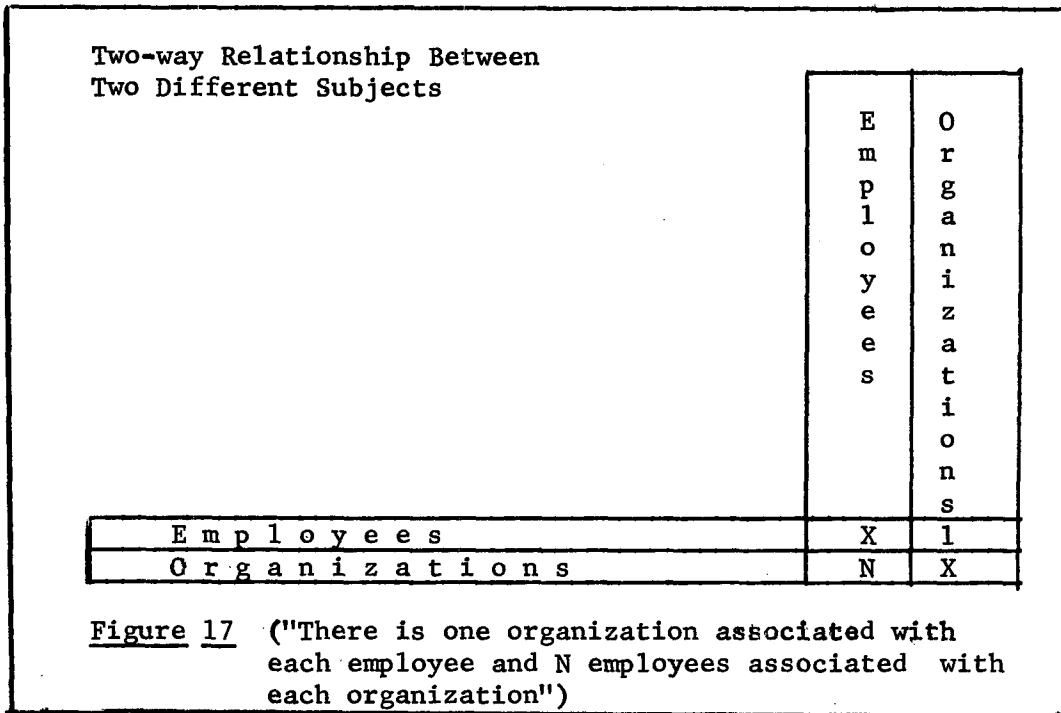 Two-way Relationship Between
Two Different Subjects
Employees
Organizations
Employees X 1
Organizations N X
Figure 17 ("There is one organization associated with
each employee and N employees associated with
each organization")